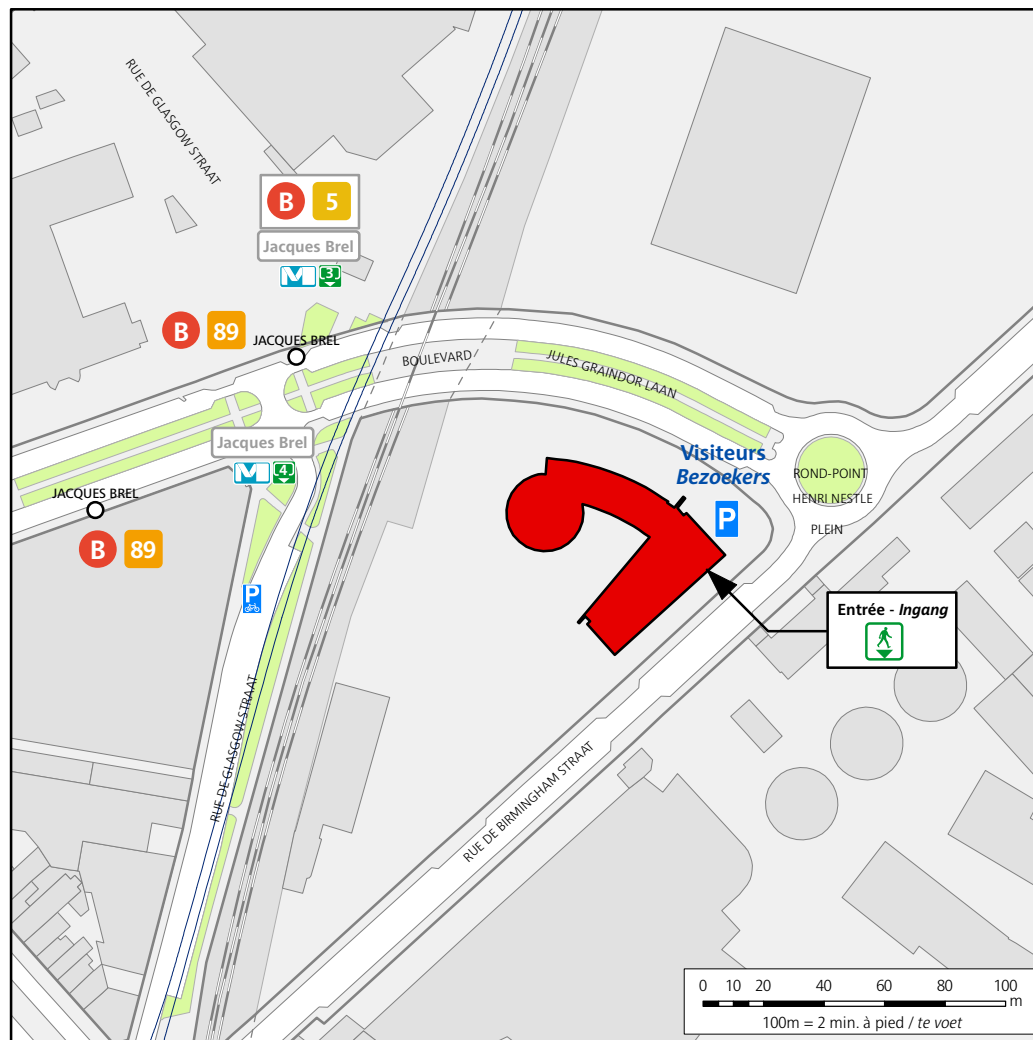 RUE DE GLASGOW STRAAT
B 5
Jacques Brel
M 3
B 89
JACQUES BREL
BOULEVARD
JULES GRAINDOR LAAN
Jacques Brel
M 4
JACQUES BREL
B 89
P
Visiteurs
Bezoekers
P
ROND-POINT
HENRI NESTLE
PLEIN
Entrée - Ingang
RUE DE GLASGOW STRAAT
RUE DE BIRMINGHAM STRAAT
0 10 20 40 60 80 100
m
100m = 2 min. à pied / te voet